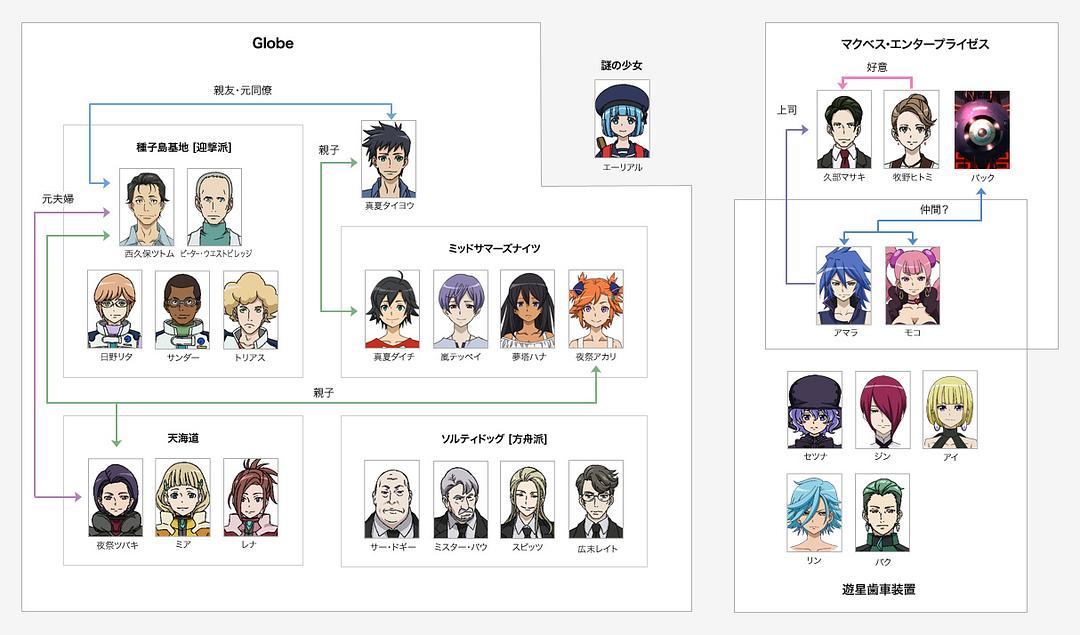 Globe
親友・元同僚
種子島基地 [迎撃派]
元夫婦
西久保ツトム
ピーター・ウエストビレッジ
日野リタ
サンダー
トリアス
親子
真夏タイヨウ
ミッドサマーズナイツ
真夏ダイチ
嵐テッペイ
夢塔ハナ
夜祭アカリ
親子
天海道
夜祭ツバキ
ミア
レナ
ソルティドッグ [方舟派]
サー・ドギー
ミスター・バウ
スピッツ
広末レイト
謎の少女
エーリアル
マクベス・エンタープライゼス
好意
上司
久部マサキ
牧野ヒトミ
パック
仲間？
アマラ
モコ
セツナ
ジン
アイ
リン
バク
遊星歯車装置